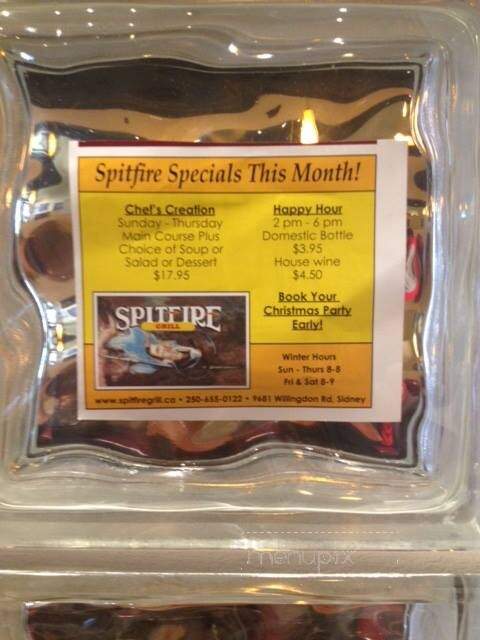 Spitfire Specials This Month!
Chef's Creation
Sunday - Thursday
Main Course Plus
Choice of Soup or
Salad or Dessert
$17.95
Happy Hour
2 pm - 6 pm
Domestic Bottle
$3.95
House wine
$4.50
Book Your
Christmas Party
Early!
SPITFIRE
GRILL
Winter Hours
Sun - Thurs 8-8
Fri & Sat 8-9
www.spitfiregrill.ca • 250-655-0122 • 9681 Willingdon Rd, Sidney
menupix